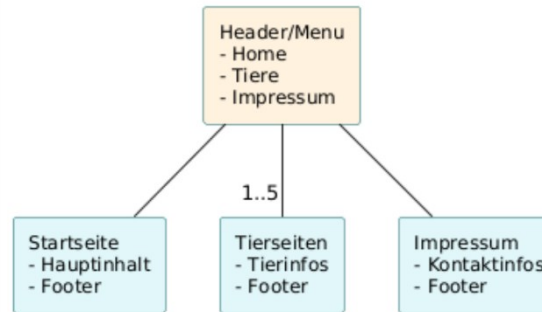 Header/Menu
- Home
- Tiere
- Impressum
1..5
Startseite
- Hauptinhalt
- Footer
Tierseiten
- Tierinfos
- Footer
Impressum
- Kontaktinfos
- Footer